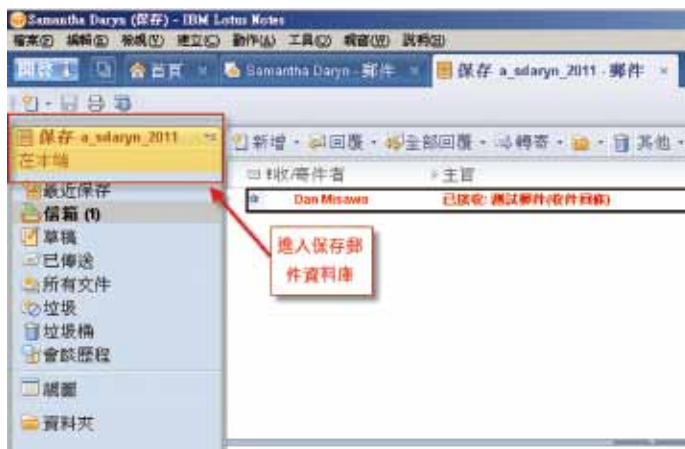 Samantha Daryn (保存) - IBM Lotus Notes
檔案(F) 編輯(E) 檢視(V) 建立(C) 動作(A) 工具(O) 視窗(W) 說明(H)
開啟 首頁 Samantha Daryn - 郵件 保存 a_sdaryn_2011 - 郵件
保存 a_sdaryn_2011
在本端
新增 回覆 全部回覆 轉寄 其他
收/寄件者 主旨
Dan Misawa 已接收: 測試郵件(收件回條)
最近保存
信箱 (1)
草稿
已傳送
所有文件
垃圾
垃圾桶
會談歷程
視圖
資料夾
進入保存郵
件資料庫